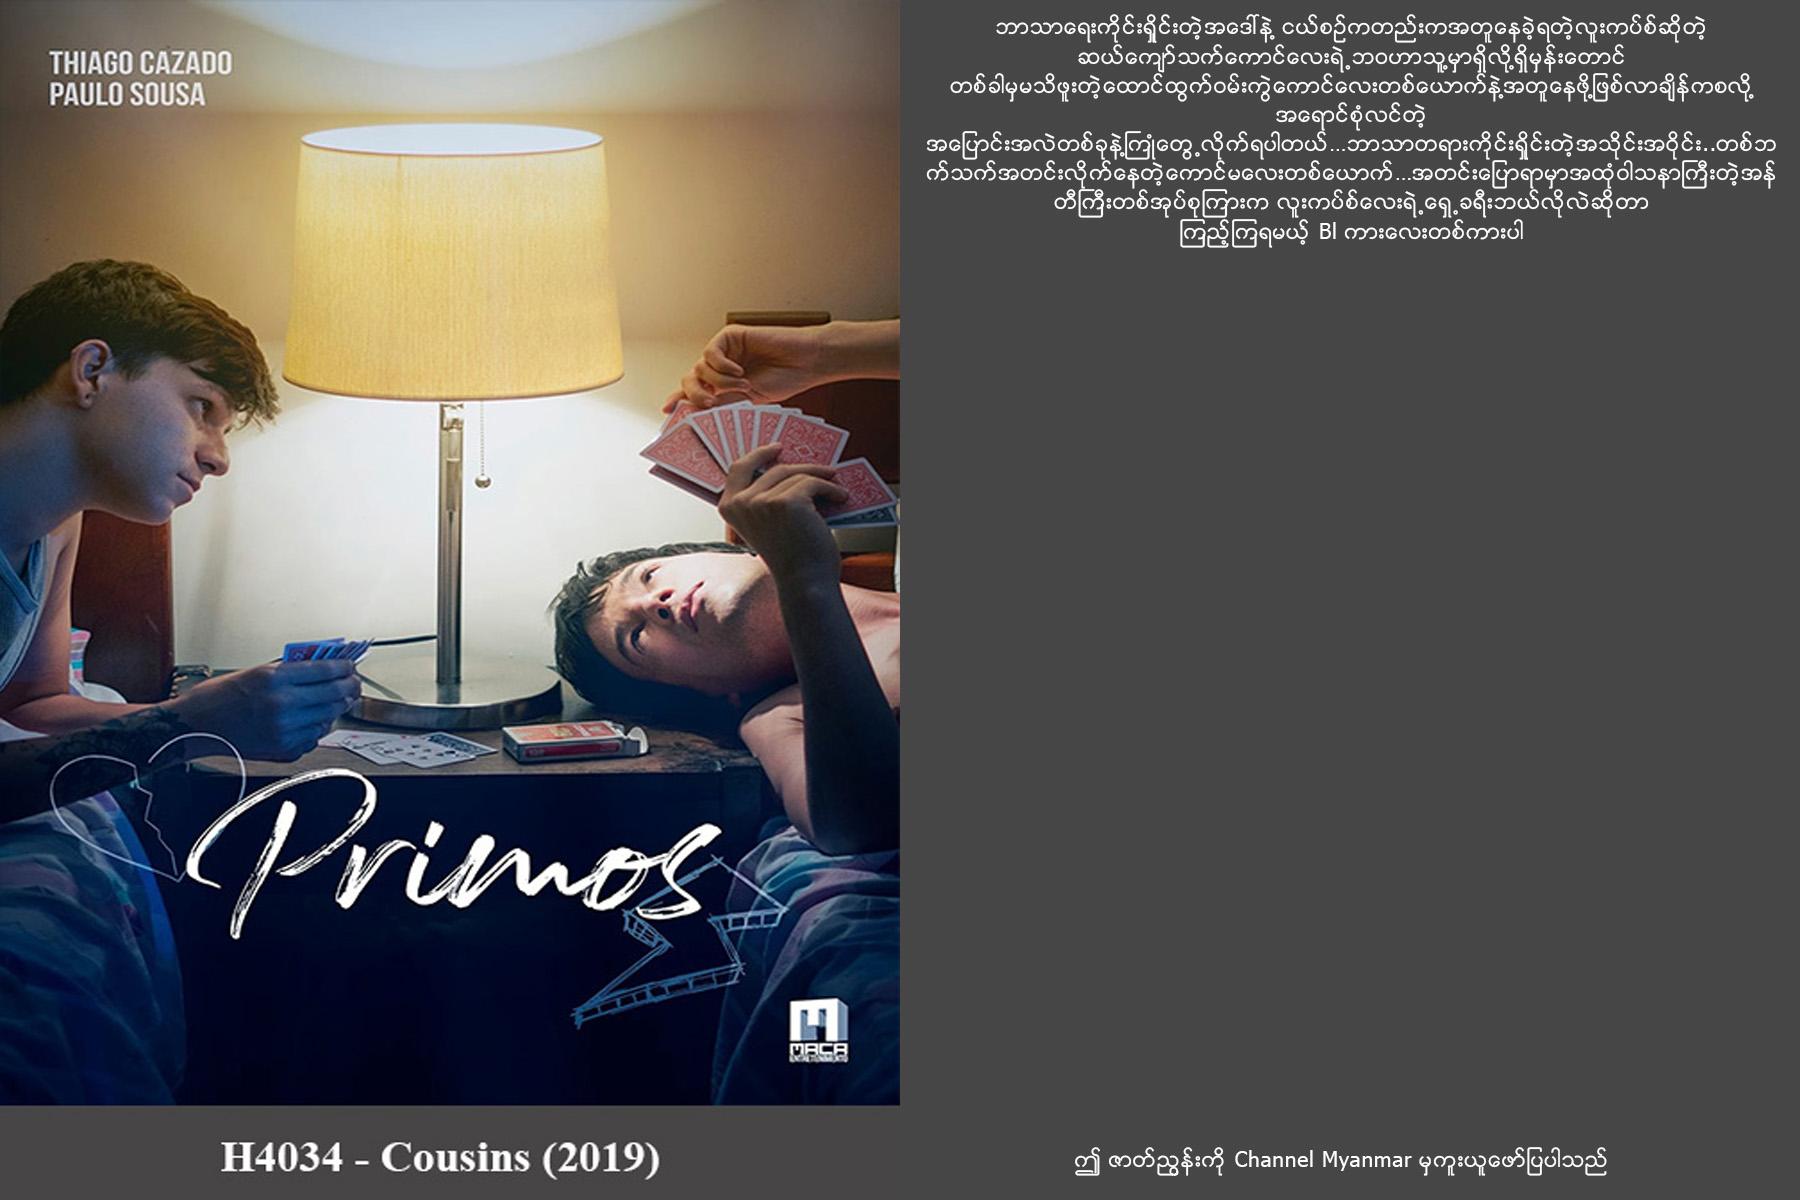 THIAGO CAZADO
PAULO SOUSA
Primos
MACA
ENTRETENIMENTO
H4034 - Cousins (2019)
ဘာသာရေးကိုင်းရှိုင်းတဲ့အဒေါ်နဲ့ ငယ်စဉ်ကတည်းကအတူနေခဲ့ရတဲ့လူးကပ်စ်ဆိုတဲ့
ဆယ်ကျော်သက်ကောင်လေးရဲ့ဘဝဟာသူ့မှာရှိလို့ရှိမှန်းတောင်
တစ်ခါမှမသိဖူးတဲ့ထောင်ထွက်ဝမ်းကွဲကောင်လေးတစ်ယောက်နဲ့အတူနေဖို့ဖြစ်လာချိန်ကစလို့
အရောင်စုံလင်တဲ့
အပြောင်းအလဲတစ်ခုနဲ့ကြုံတွေ့လိုက်ရပါတယ်...ဘာသာတရားကိုင်းရှိုင်းတဲ့အသိုင်းအဝိုင်း..တစ်ဘ
က်သက်အတင်းလိုက်နေတဲ့ကောင်မလေးတစ်ယောက်...အတင်းပြောရာမှာအထုံဝါသနာကြီးတဲ့အန်
တီကြီးတစ်အုပ်စုကြားက လူးကပ်စ်လေးရဲ့ရှေ့ခရီးဘယ်လိုလဲဆိုတာ
ကြည့်ကြရမယ့် Bl ကားလေးတစ်ကားပါ
ဤ ဇာတ်ညွန်းကို Channel Myanmar မှကူးယူဖော်ပြပါသည်